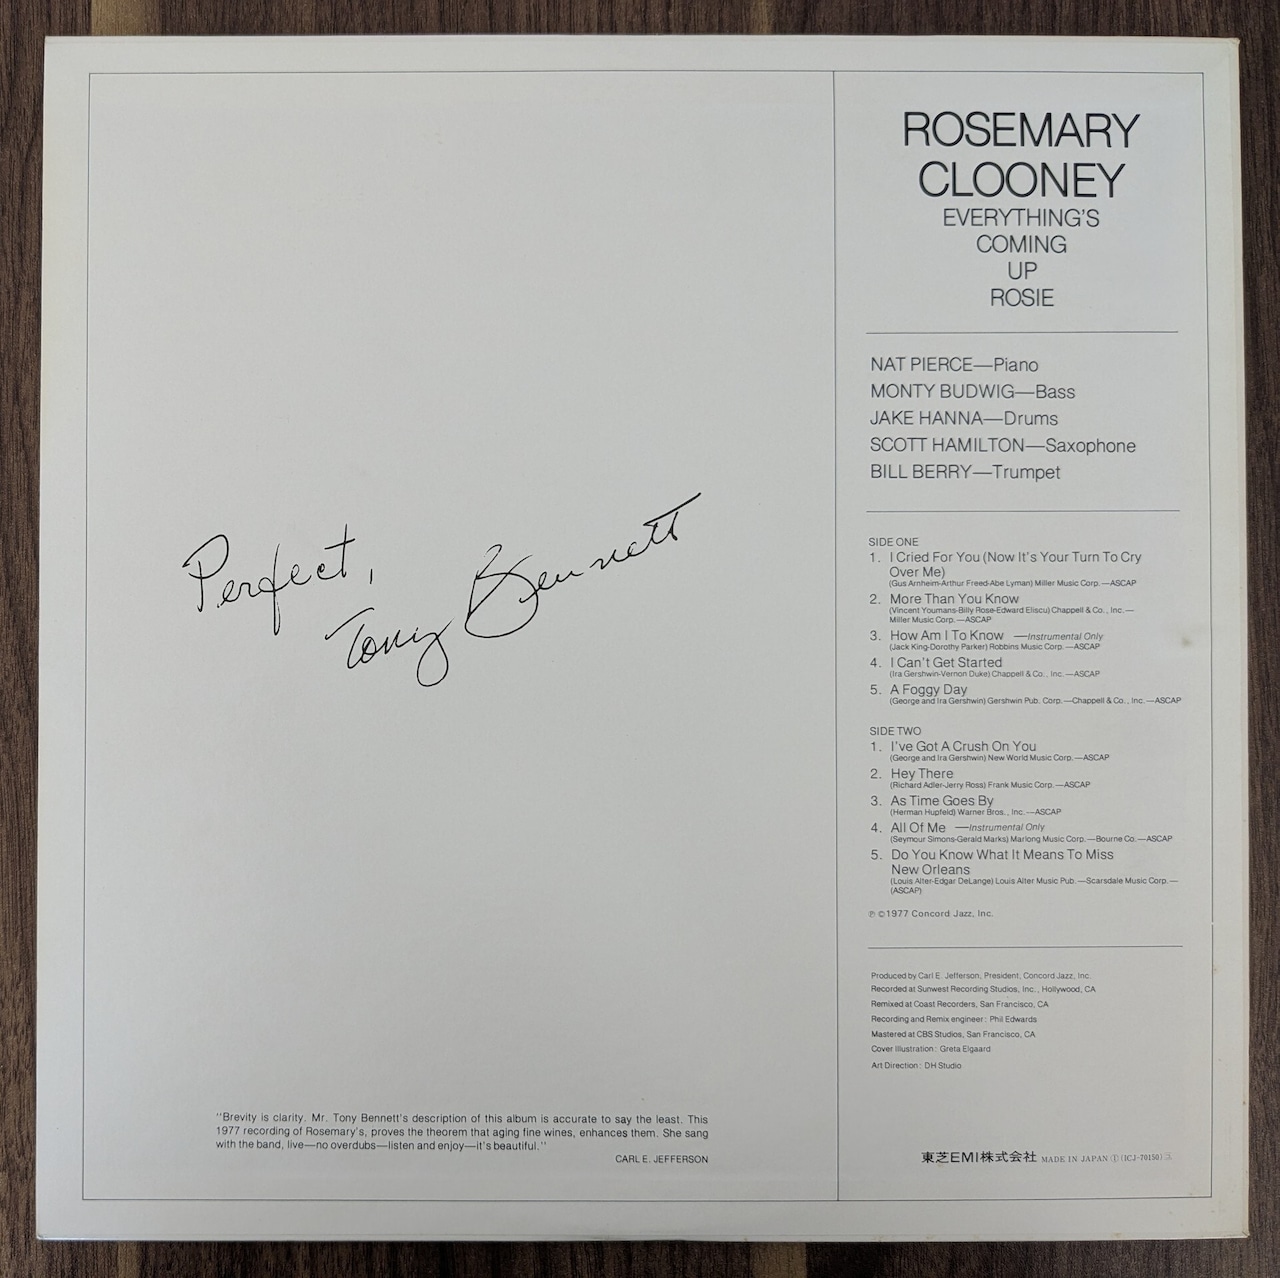 Perfect,
Tony Bennett
"Brevity is clarity. Mr. Tony Bennett's description of this album is accurate to say the least. This
1977 recording of Rosemary's, proves the theorem that aging fine wines, enhances them. She sang
with the band, live—no overdubs—listen and enjoy—it's beautiful."
CARL E. JEFFERSON
ROSEMARY
CLOONEY
EVERYTHING'S
COMING
UP
ROSIE
NAT PIERCE—Piano
MONTY BUDWIG—Bass
JAKE HANNA—Drums
SCOTT HAMILTON—Saxophone
BILL BERRY—Trumpet
SIDE ONE
1. I Cried For You (Now It's Your Turn To Cry
Over Me)
(Gus Arnheim-Arthur Freed-Abe Lyman) Miller Music Corp.—ASCAP
2. More Than You Know
(Vincent Youmans-Billy Rose-Edward Eliscu) Chappell & Co., Inc.—
Miller Music Corp.—ASCAP
3. How Am I To Know —Instrumental Only
(Jack King-Dorothy Parker) Robbins Music Corp.—ASCAP
4. I Can't Get Started
(Ira Gershwin-Vernon Duke) Chappell & Co., Inc.—ASCAP
5. A Foggy Day
(George and Ira Gershwin) Gershwin Pub. Corp.—Chappell & Co., Inc.—ASCAP
SIDE TWO
1. I've Got A Crush On You
(George and Ira Gershwin) New World Music Corp.—ASCAP
2. Hey There
(Richard Adler-Jerry Ross) Frank Music Corp.—ASCAP
3. As Time Goes By
(Herman Hupfeld) Warner Bros., Inc.—ASCAP
4. All Of Me —Instrumental Only
(Seymour Simons-Gerald Marks) Marlong Music Corp.—Bourne Co.—ASCAP
5. Do You Know What It Means To Miss
New Orleans
(Louis Alter-Edgar DeLange) Louis Alter Music Pub.—Scarsdale Music Corp.—
(ASCAP)
℗ ©1977 Concord Jazz, Inc.
Produced by Carl E. Jefferson, President, Concord Jazz, Inc.
Recorded at Sunwest Recording Studios, Inc., Hollywood, CA
Remixed at Coast Recorders, San Francisco, CA
Recording and Remix engineer: Phil Edwards
Mastered at CBS Studios, San Francisco, CA
Cover Illustration: Greta Elgaard
Art Direction: DH Studio
東芝EMI株式会社 MADE IN JAPAN ① (ICJ-70150)